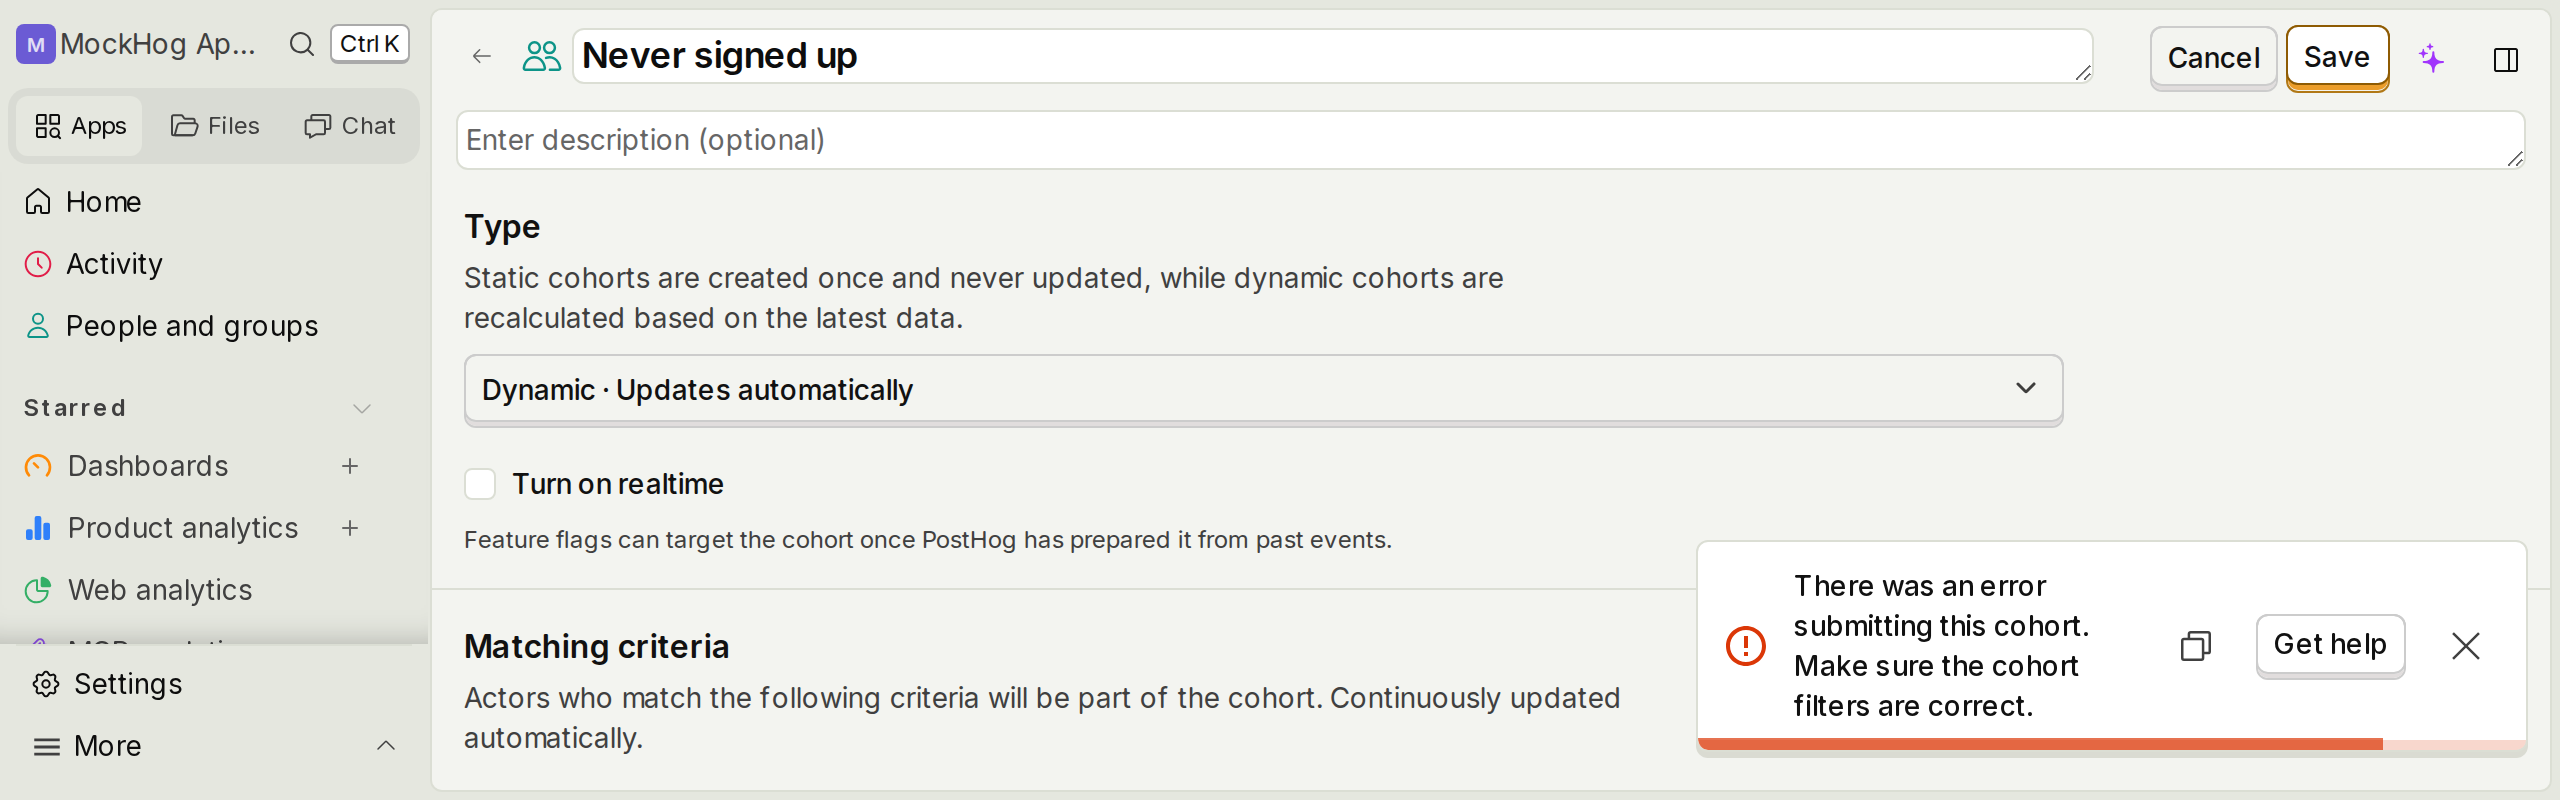 M MockHog Ap... Ctrl K
Apps Files Chat
Home
Activity
People and groups
Starred
Dashboards
Product analytics
Web analytics
Settings
More
Never signed up
Cancel Save
Enter description (optional)
Type
Static cohorts are created once and never updated, while dynamic cohorts are
recalculated based on the latest data.
Dynamic · Updates automatically
Turn on realtime
Feature flags can target the cohort once PostHog has prepared it from past events.
Matching criteria
Actors who match the following criteria will be part of the cohort. Continuously updated
automatically.
There was an error
submitting this cohort.
Make sure the cohort
filters are correct.
Get help